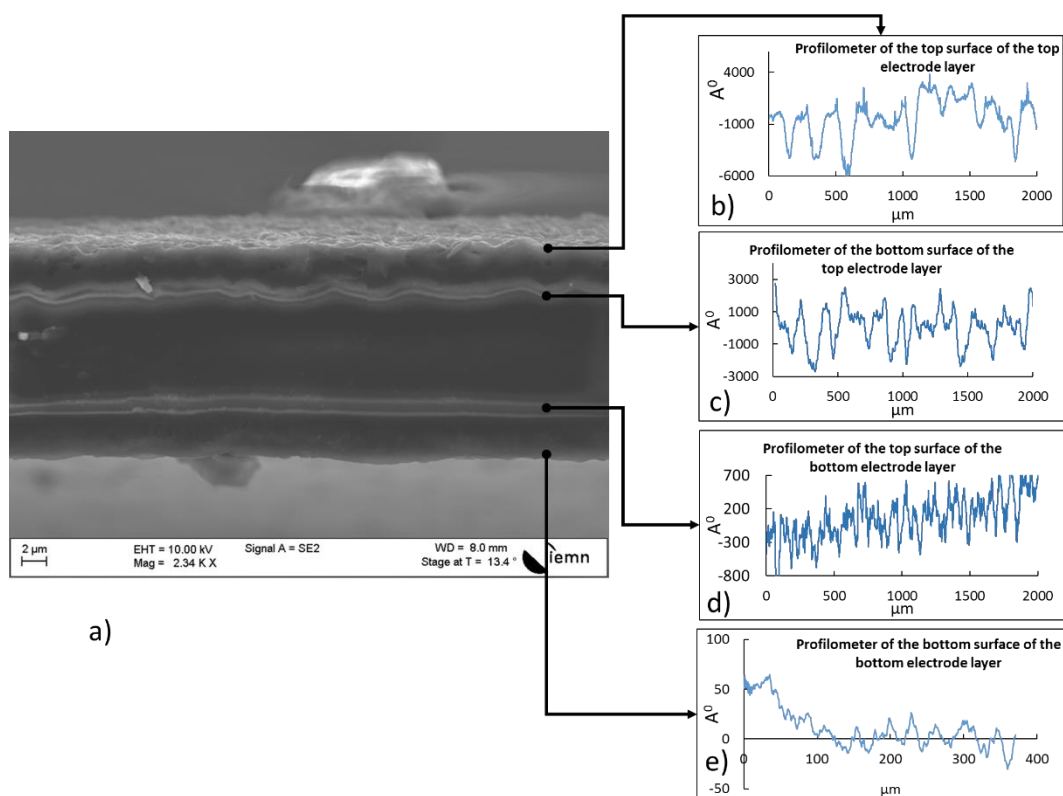 Profilometer of the top surface of the top
electrode layer
A⁰
4000
-1000
-6000
0
500
1000
1500
2000
μm
b)
Profilometer of the bottom surface of the
top electrode layer
A⁰
3000
1000
-1000
-3000
0
500
1000
1500
2000
μm
c)
Profilometer of the top surface of the
bottom electrode layer
A⁰
700
200
-300
-800
0
500
1000
1500
2000
μm
d)
2 μm
EHT = 10.00 kV
Signal A = SE2
WD = 8.0 mm
Mag = 2.34 K X
Stage at T = 13.4 °
iemn
a)
Profilometer of the bottom surface of the
bottom electrode layer
A⁰
100
50
0
-50
0
100
200
300
400
μm
e)